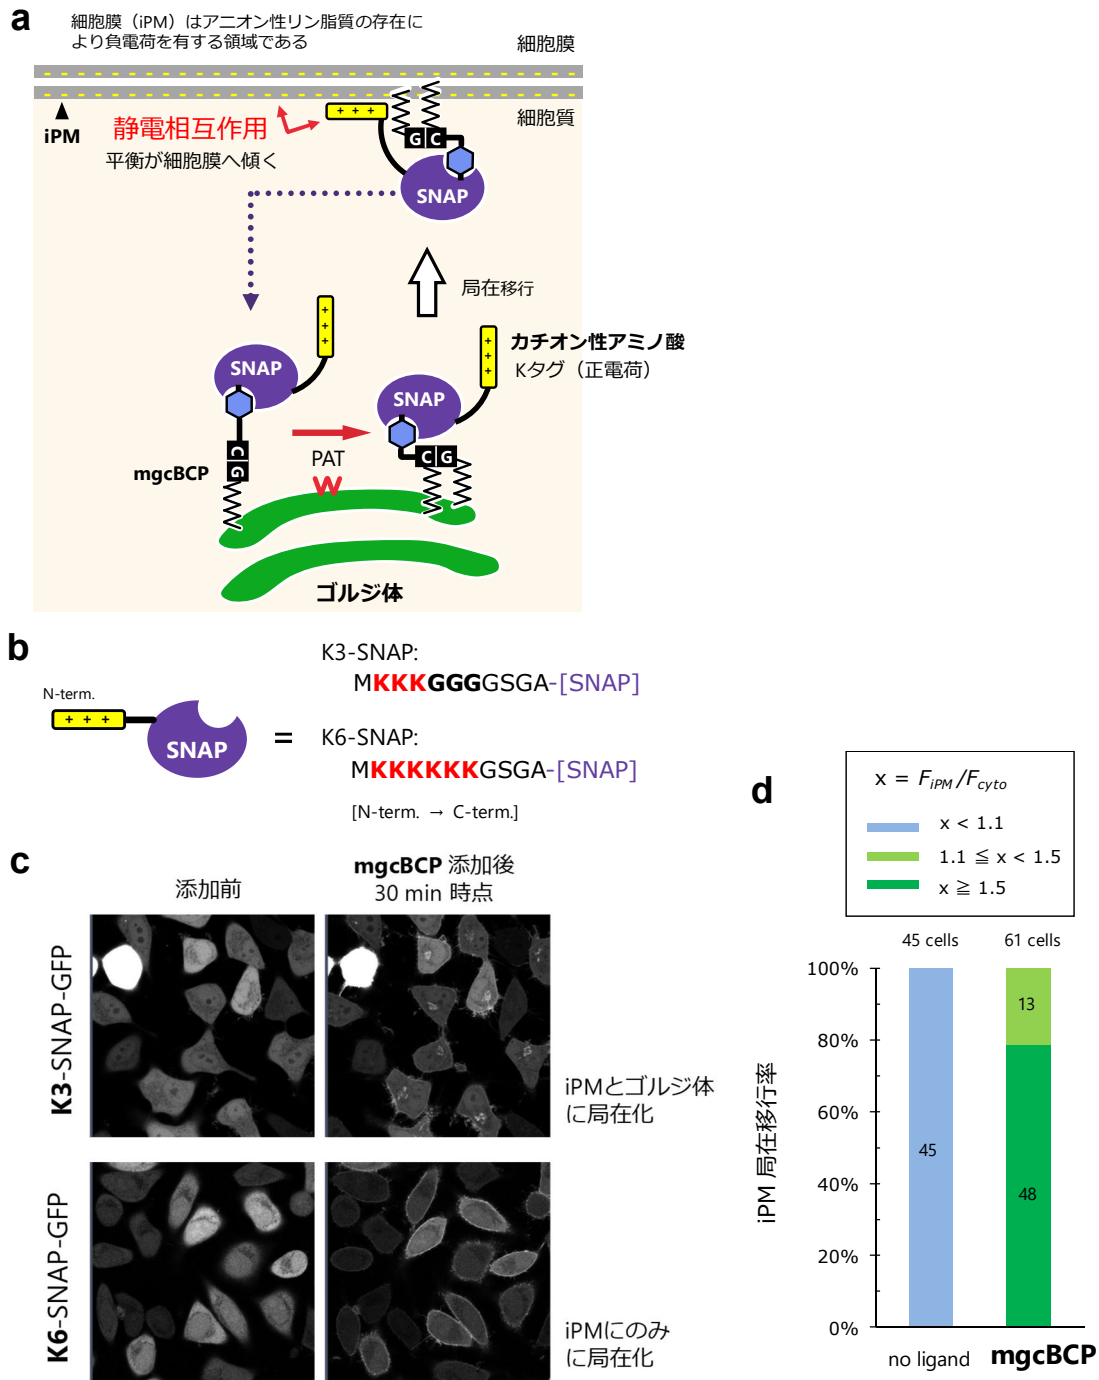 a
細胞膜（iPM）はアニオン性リン脂質の存在に
より負電荷を有する領域である
細胞膜
細胞質
iPM
静電相互作用
平衡が細胞膜へ傾く
+ + +
G C
SNAP
局在移行
+ + +
SNAP
カチオン性アミノ酸
Kタグ（正電荷）
+ + +
SNAP
C G
mgcBCP
PAT
C G
ゴルジ体
b
N-term.
+ + +
SNAP
=
K3-SNAP:
MKKKGGGGSGA-[SNAP]
K6-SNAP:
MKKKKKKGSGA-[SNAP]
[N-term. → C-term.]
c
添加前
mgcBCP 添加後
30 min 時点
K3-SNAP-GFP
iPMとゴルジ体
に局在化
K6-SNAP-GFP
iPMにのみ
に局在化
d
x = FiPM/Fcyto
x < 1.1
1.1 ≦ x < 1.5
x ≧ 1.5
45 cells
61 cells
iPM 局在移行率
100%
80%
60%
40%
20%
0%
45
13
48
no ligand
mgcBCP